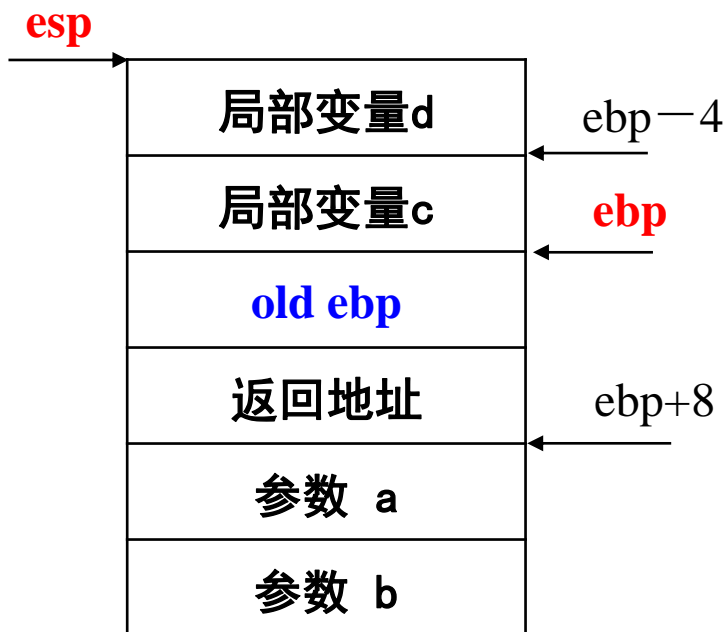 esp
局部变量d
ebp－4
局部变量c
ebp
old ebp
返回地址
ebp+8
参数 a
参数 b